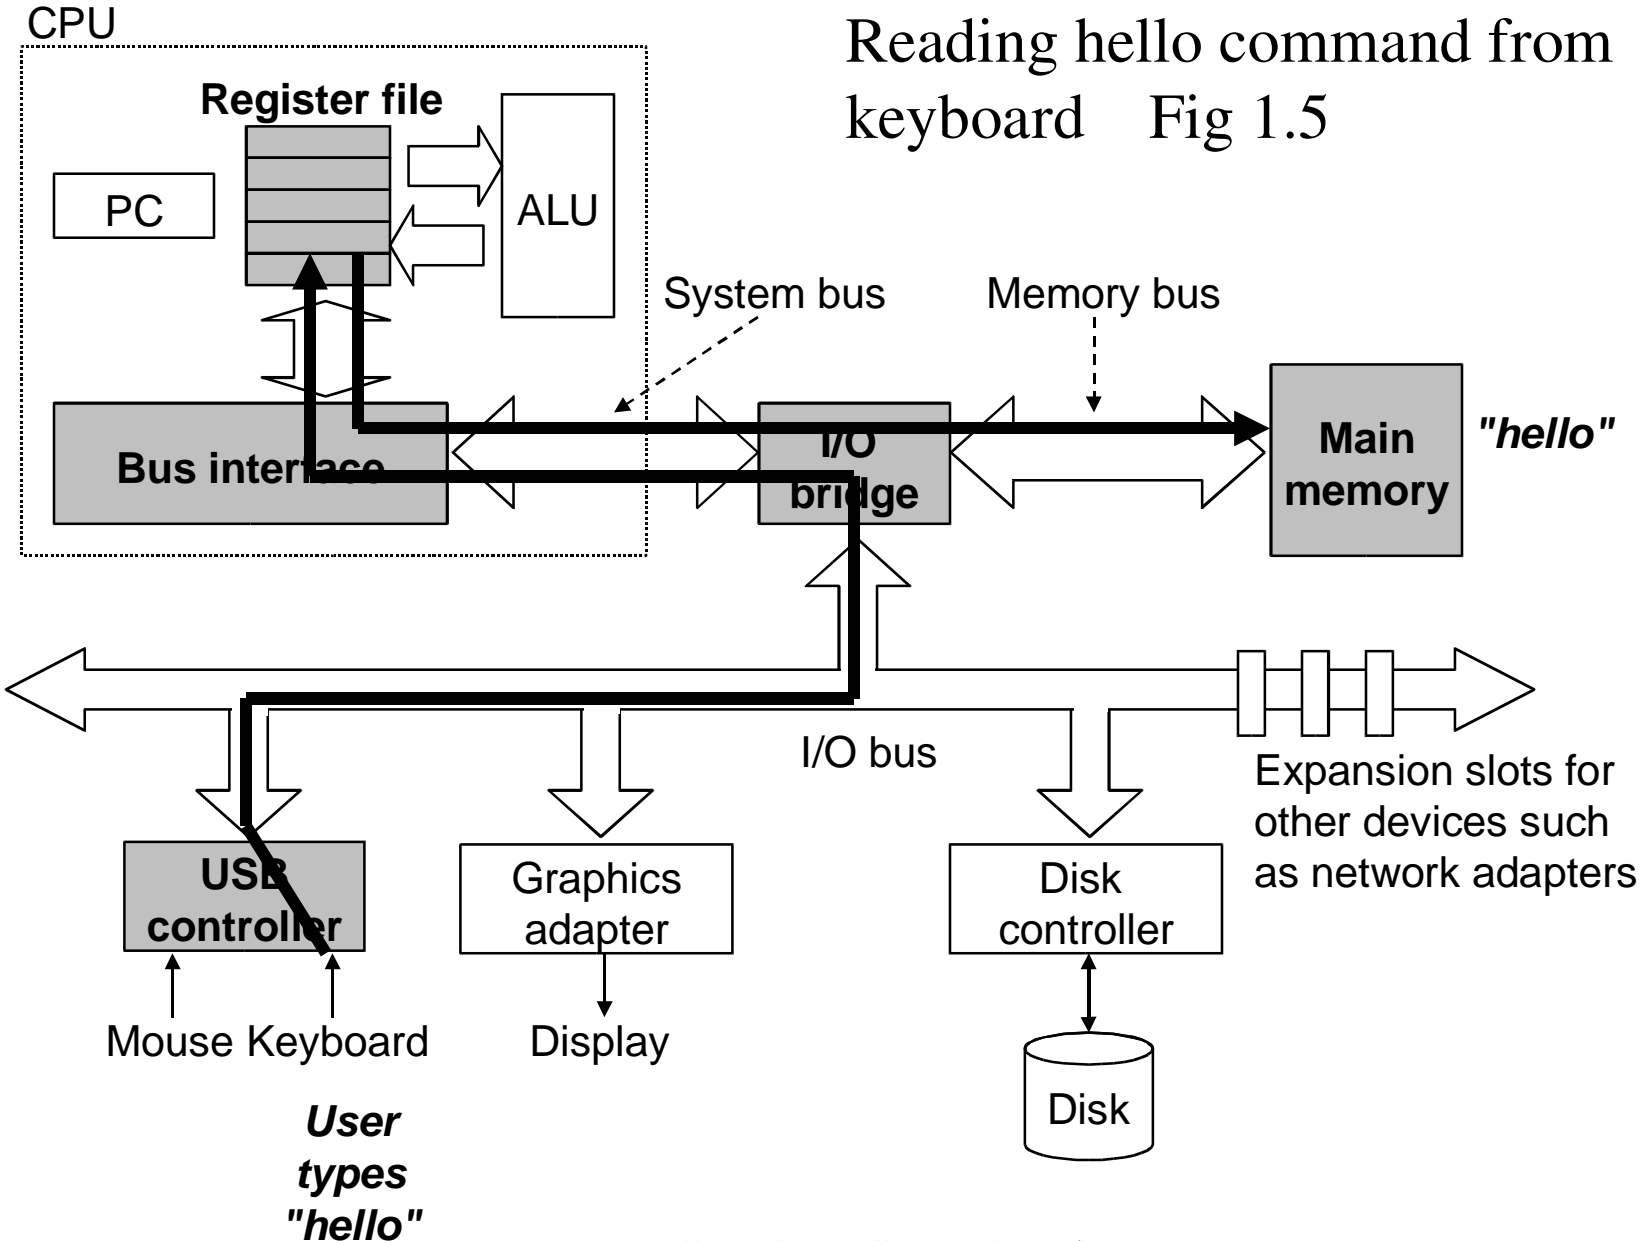 CPU
Reading hello command from
keyboard Fig 1.5
Register file
PC
ALU
System bus
Memory bus
Bus interface
I/O
bridge
Main
memory
"hello"
I/O bus
Expansion slots for
other devices such
as network adapters
USB
controller
Graphics
adapter
Disk
controller
Mouse
Keyboard
Display
Disk
User
types
"hello"